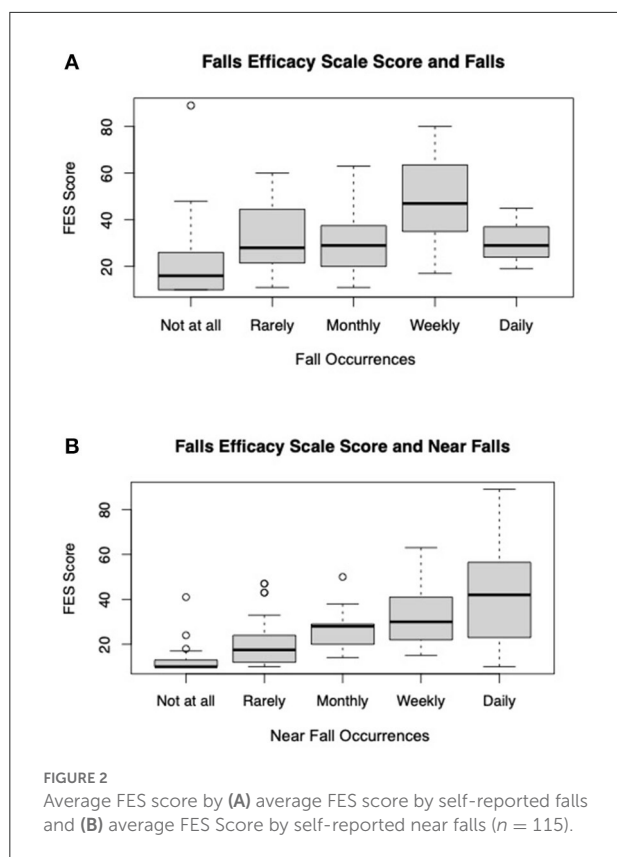 A
Falls Efficacy Scale Score and Falls
FES Score
80
60
40
20
Not at all Rarely Monthly Weekly Daily
Fall Occurrences
B
Falls Efficacy Scale Score and Near Falls
FES Score
80
60
40
20
Not at all Rarely Monthly Weekly Daily
Near Fall Occurrences
FIGURE 2
Average FES score by (A) average FES score by self-reported falls
and (B) average FES Score by self-reported near falls (n = 115).